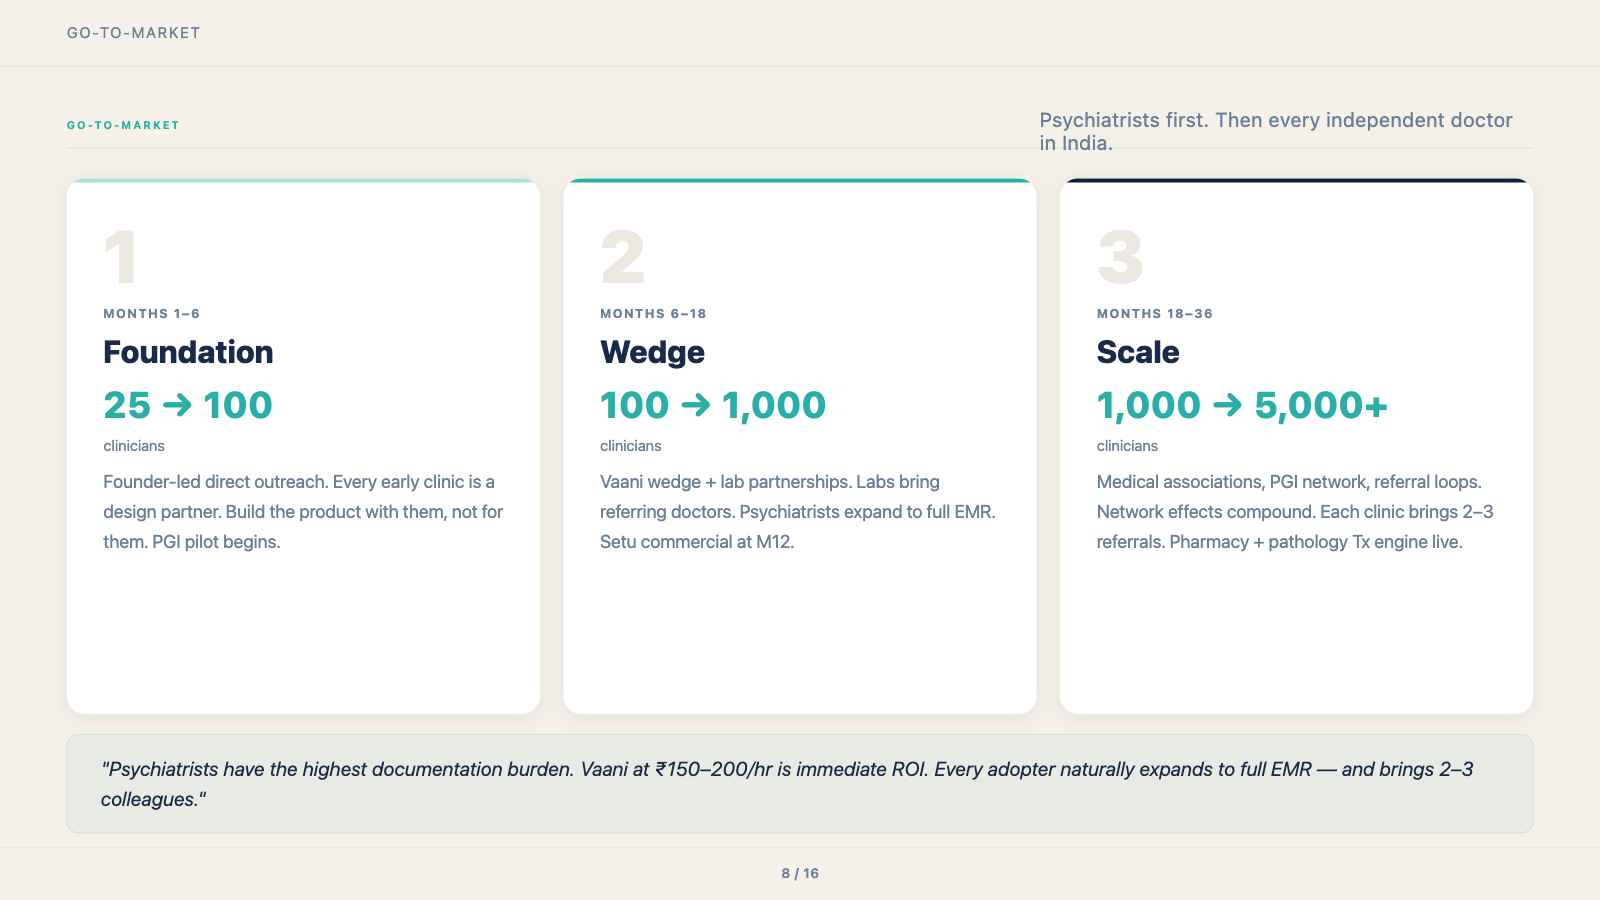 GO-TO-MARKET
GO-TO-MARKET
Psychiatrists first. Then every independent doctor
in India.
1
MONTHS 1–6
Foundation
25 → 100
clinicians
Founder-led direct outreach. Every early clinic is a
design partner. Build the product with them, not for
them. PGI pilot begins.
2
MONTHS 6–18
Wedge
100 → 1,000
clinicians
Vaani wedge + lab partnerships. Labs bring
referring doctors. Psychiatrists expand to full EMR.
Setu commercial at M12.
3
MONTHS 18–36
Scale
1,000 → 5,000+
clinicians
Medical associations, PGI network, referral loops.
Network effects compound. Each clinic brings 2–3
referrals. Pharmacy + pathology Tx engine live.
"Psychiatrists have the highest documentation burden. Vaani at ₹150–200/hr is immediate ROI. Every adopter naturally expands to full EMR — and brings 2–3
colleagues."
8 / 16